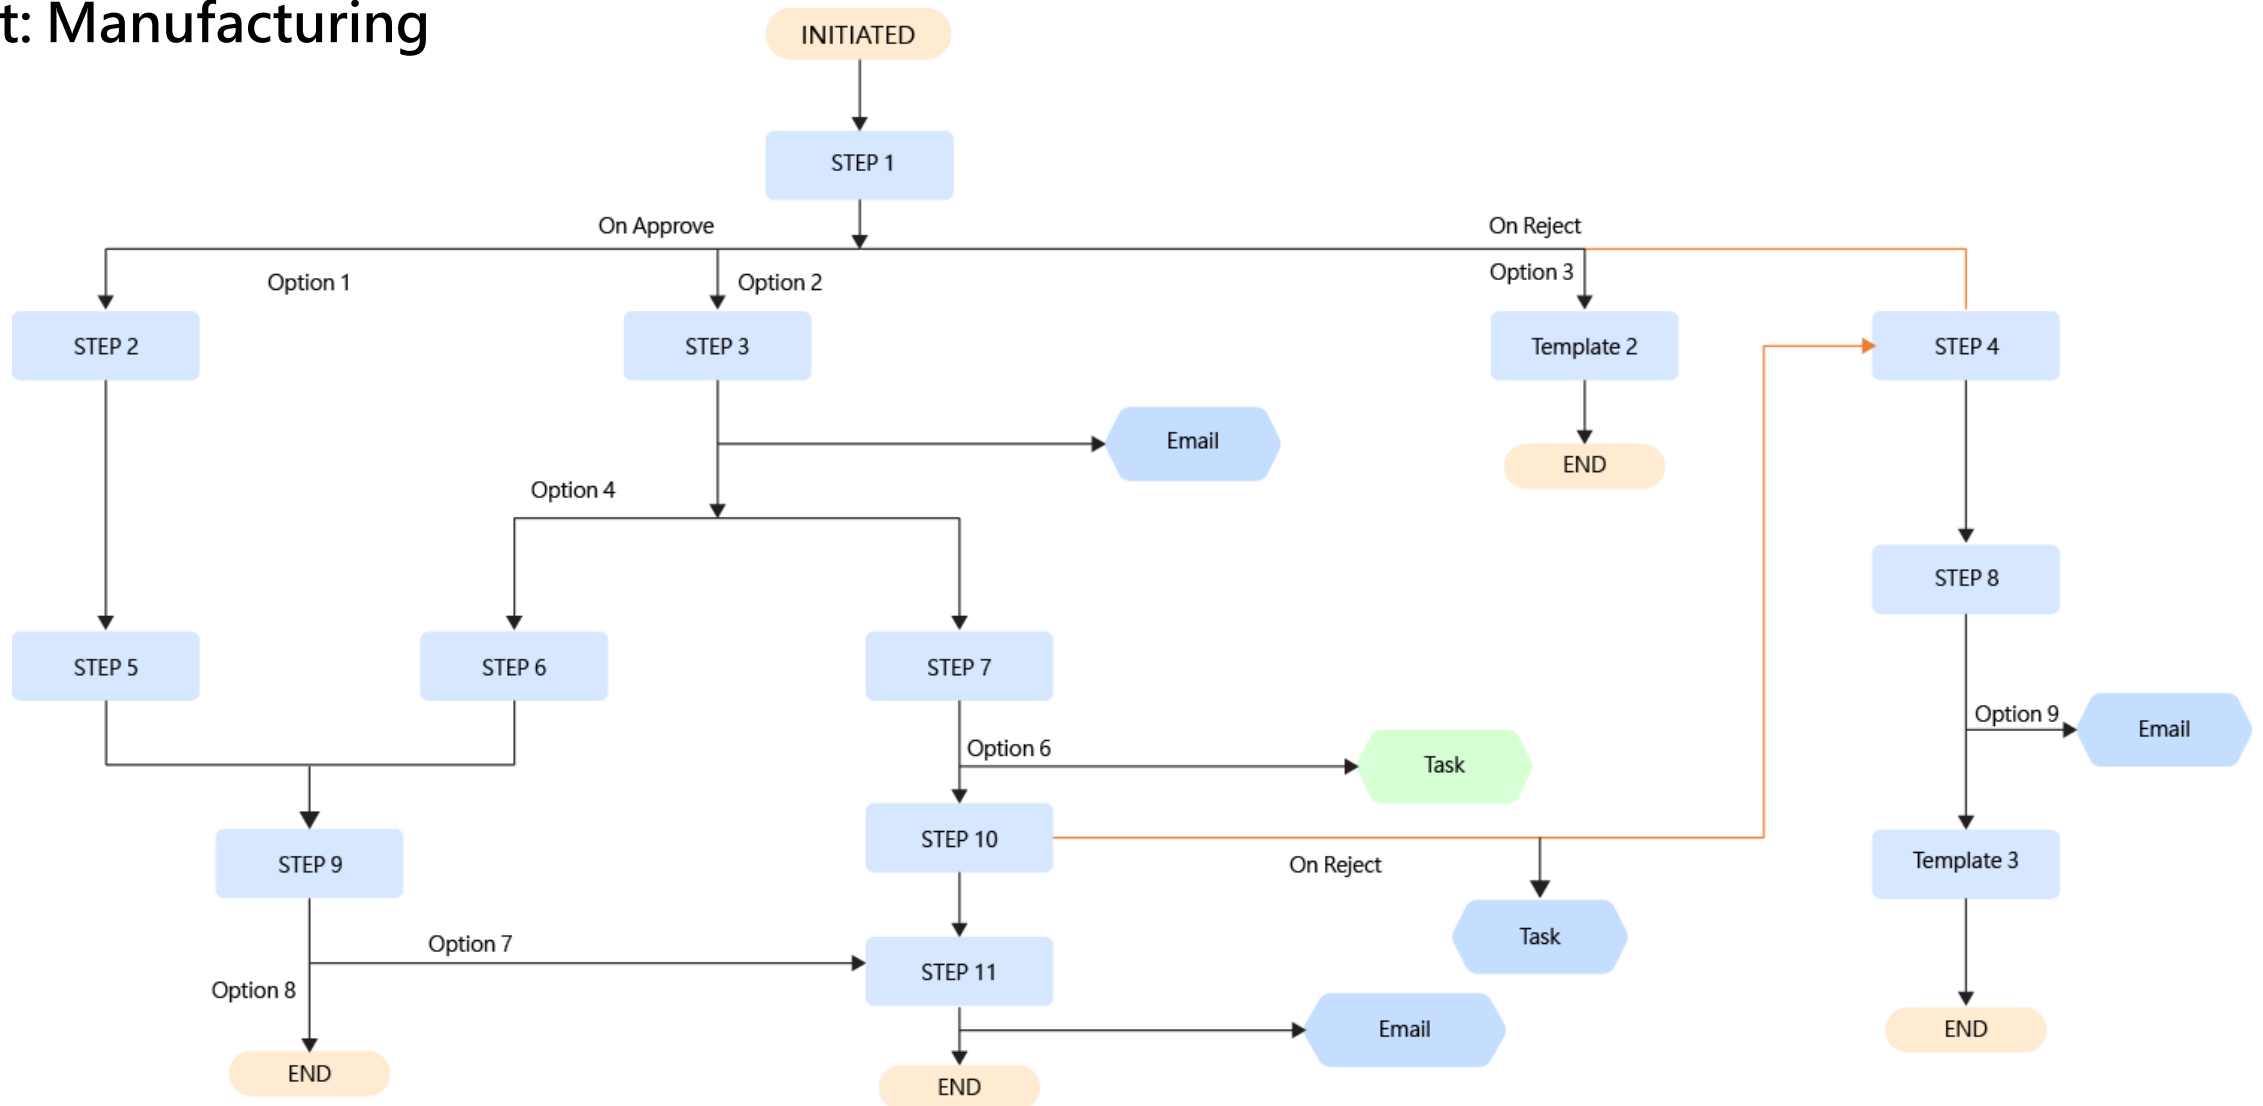 t: Manufacturing
INITIATED
STEP 1
On Approve
On Reject
Option 1
Option 2
Option 3
STEP 2
STEP 3
Template 2
STEP 4
Email
END
Option 4
STEP 8
STEP 5
STEP 6
STEP 7
Option 9
Email
Option 6
Task
STEP 10
On Reject
Template 3
STEP 9
Task
Option 7
STEP 11
Option 8
Email
END
END
END